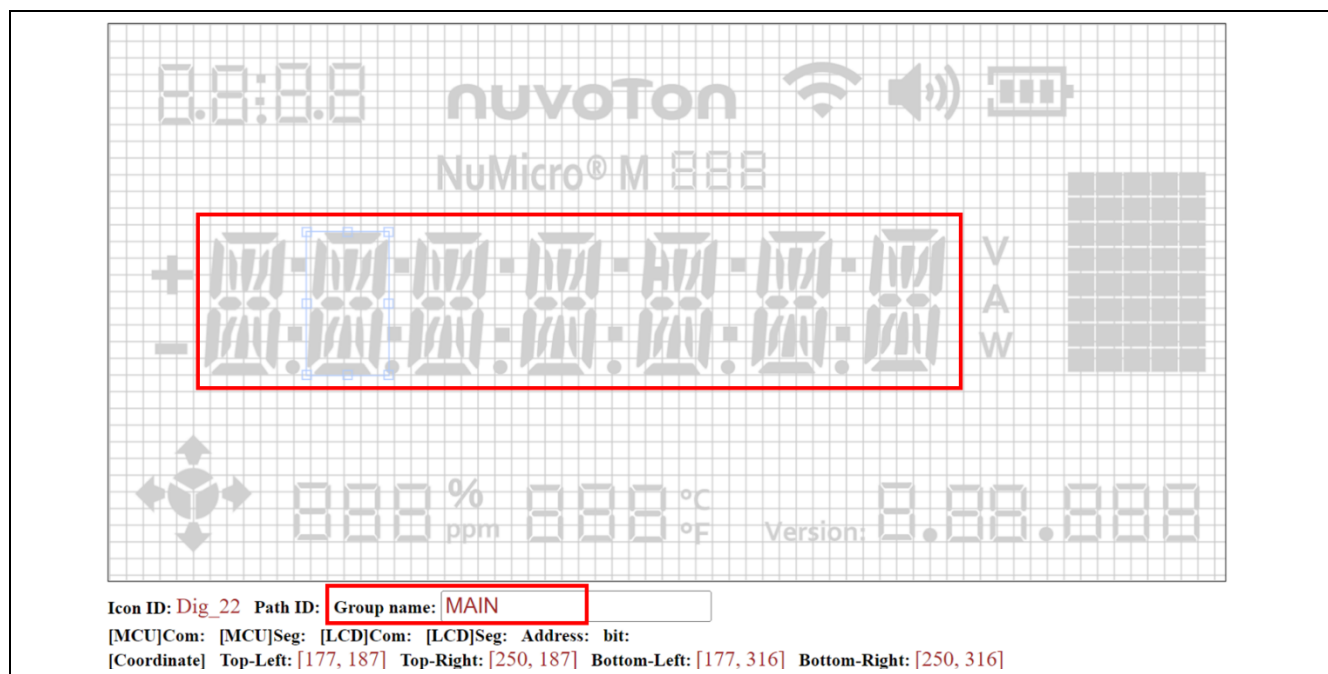 8.8:8.8 nuvoTon
NuMicro® M 888
V
A
W
%
ppm
888 888 °C
°F
Version: 8.88.888
Icon ID: Dig_22 Path ID: Group name: MAIN
[MCU]Com: [MCU]Seg: [LCD]Com: [LCD]Seg: Address: bit:
[Coordinate] Top-Left: [177, 187] Top-Right: [250, 187] Bottom-Left: [177, 316] Bottom-Right: [250, 316]